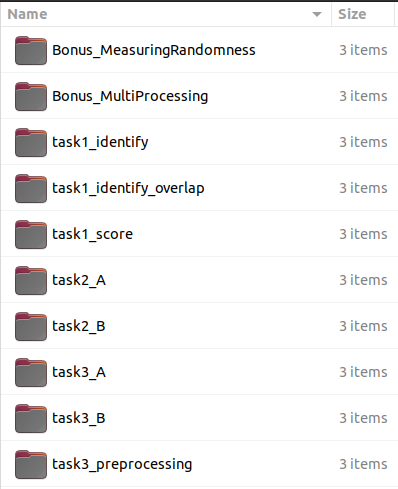 Name Size
Bonus_MeasuringRandomness 3 items
Bonus_MultiProcessing 3 items
task1_identify 3 items
task1_identify_overlap 3 items
task1_score 3 items
task2_A 3 items
task2_B 3 items
task3_A 3 items
task3_B 3 items
task3_preprocessing 3 items